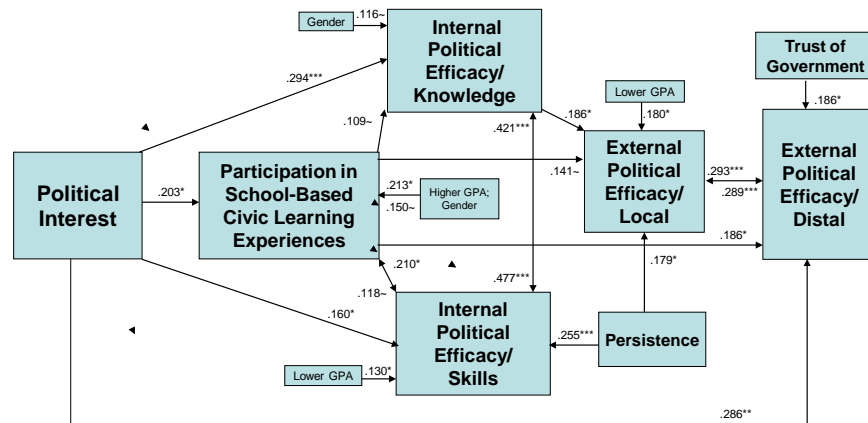 Gender
.116~
Internal
Political
Efficacy/
Knowledge
Trust of
Government
.294***
Lower GPA
.186*
.180*
.186*
.109~
.421***
Political
Interest
.203*
Participation in
School-Based
Civic Learning
Experiences
.213*
.150~
Higher GPA;
Gender
.141~
External
Political
Efficacy/
Local
.293***
.289***
External
Political
Efficacy/
Distal
.186*
.210*
.118~
.477***
.179*
.160*
Internal
Political
Efficacy/
Skills
.255***
Persistence
Lower GPA
.130*
.286**